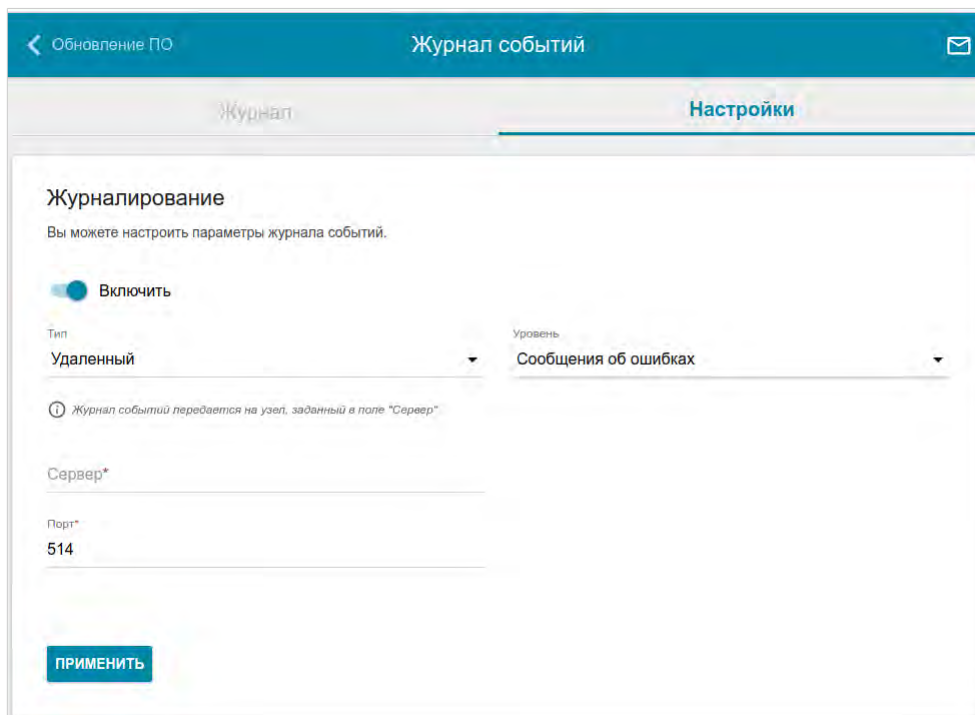 Обновление ПО
Журнал событий
Журнал
Настройки
Журналирование
Вы можете настроить параметры журнала событий.
Включить
Тип
Уровень
Удаленный
Сообщения об ошибках
Журнал событий передается на узел, заданный в поле "Сервер"
Сервер*
Порт*
514
ПРИМЕНИТЬ